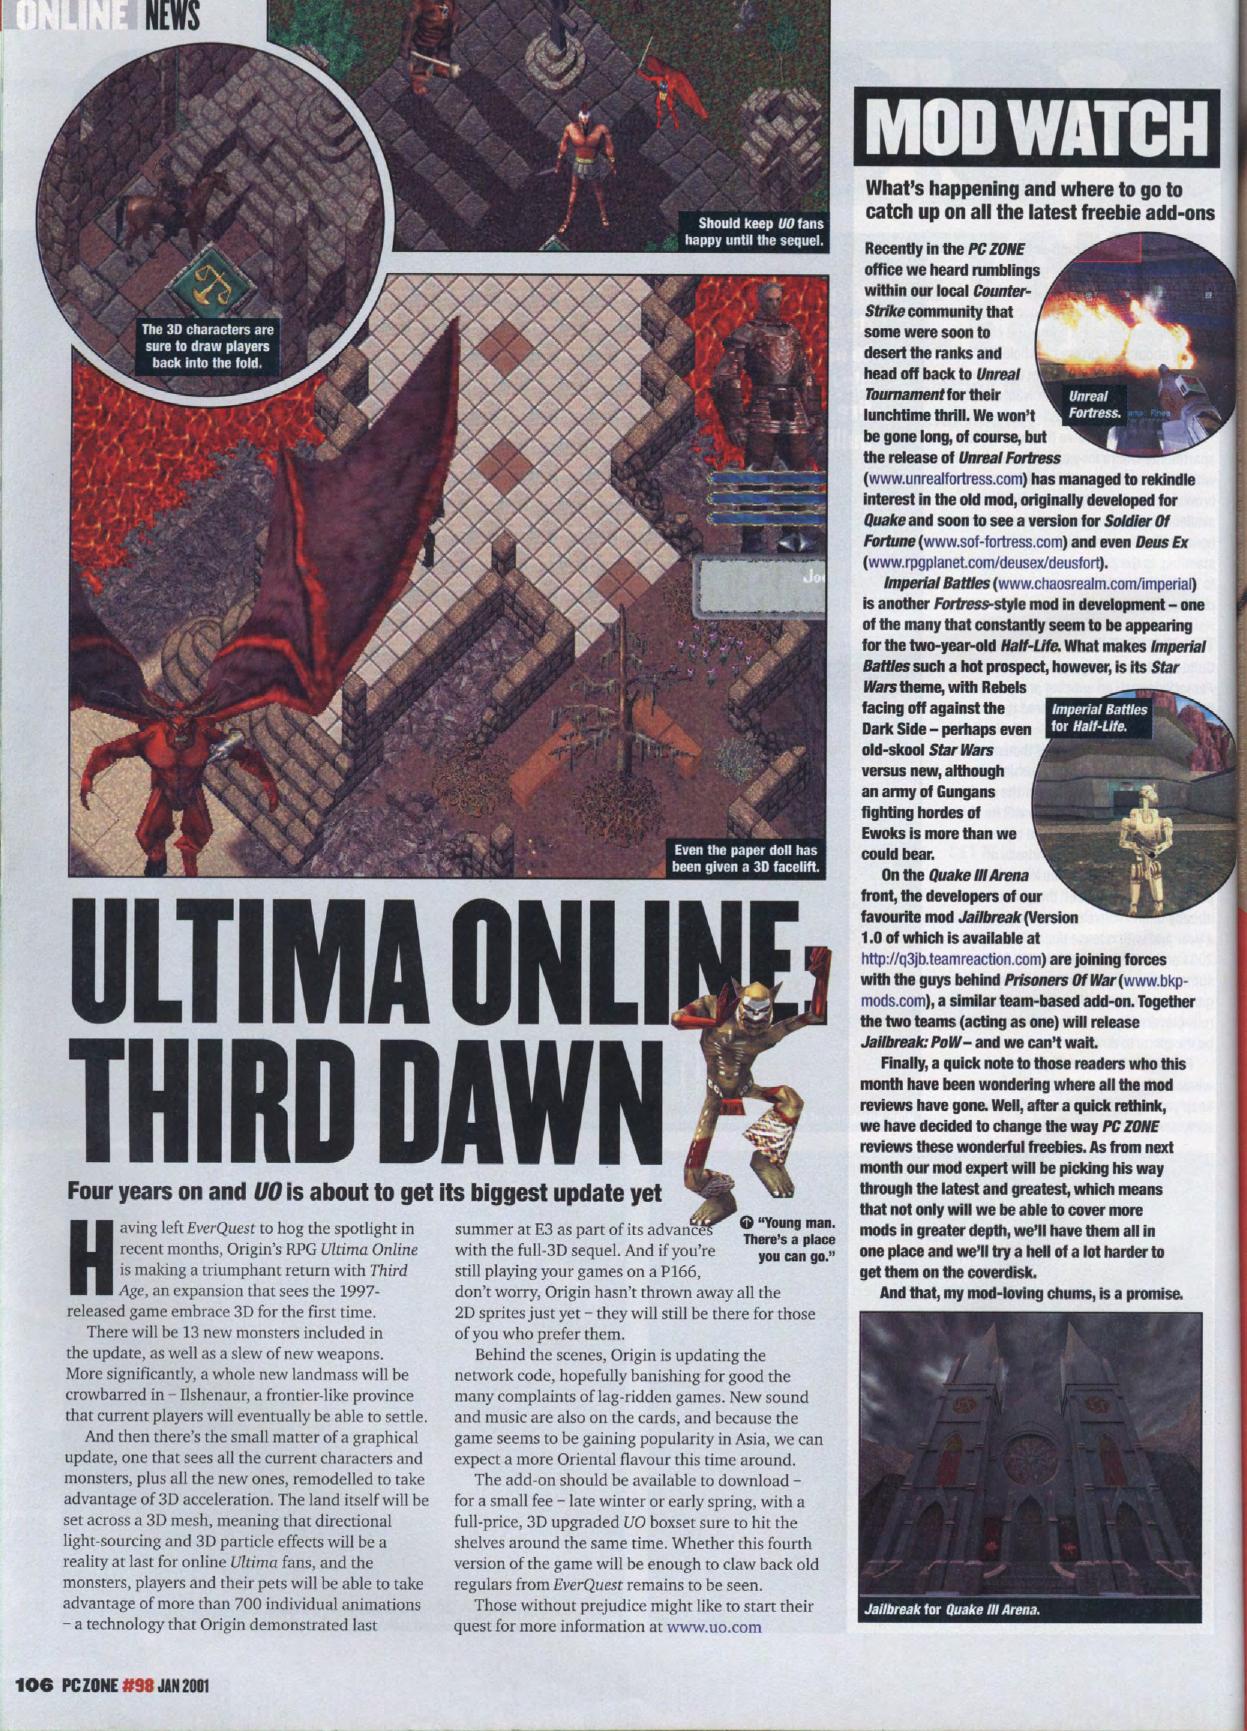 ONLINE NEWS
Should keep UO fans
happy until the sequel.
The 3D characters are
sure to draw players
back into the fold.
Even the paper doll has
been given a 3D facelift.
ULTIMA ONLINE:
THIRD DAWN
Four years on and UO is about to get its biggest update yet
Having left EverQuest to hog the spotlight in
recent months, Origin's RPG Ultima Online
is making a triumphant return with Third
Age, an expansion that sees the 1997-
released game embrace 3D for the first time.
There will be 13 new monsters included in
the update, as well as a slew of new weapons.
More significantly, a whole new landmass will be
crowbarred in – Ilshenaur, a frontier-like province
that current players will eventually be able to settle.
And then there's the small matter of a graphical
update, one that sees all the current characters and
monsters, plus all the new ones, remodelled to take
advantage of 3D acceleration. The land itself will be
set across a 3D mesh, meaning that directional
light-sourcing and 3D particle effects will be a
reality at last for online Ultima fans, and the
monsters, players and their pets will be able to take
advantage of more than 700 individual animations
– a technology that Origin demonstrated last
summer at E3 as part of its advances
with the full-3D sequel. And if you're
still playing your games on a P166,
don't worry, Origin hasn't thrown away all the
2D sprites just yet – they will still be there for those
of you who prefer them.
Behind the scenes, Origin is updating the
network code, hopefully banishing for good the
many complaints of lag-ridden games. New sound
and music are also on the cards, and because the
game seems to be gaining popularity in Asia, we can
expect a more Oriental flavour this time around.
The add-on should be available to download –
for a small fee – late winter or early spring, with a
full-price, 3D upgraded UO boxset sure to hit the
shelves around the same time. Whether this fourth
version of the game will be enough to claw back old
regulars from EverQuest remains to be seen.
Those without prejudice might like to start their
quest for more information at www.uo.com
"Young man.
There's a place
you can go."
MOD WATCH
What's happening and where to go to
catch up on all the latest freebie add-ons
Recently in the PC ZONE
office we heard rumblings
within our local Counter-
Strike community that
some were soon to
desert the ranks and
head off back to Unreal
Tournament for their
lunchtime thrill. We won't
be gone long, of course, but
the release of Unreal Fortress
(www.unrealfortress.com) has managed to rekindle
interest in the old mod, originally developed for
Quake and soon to see a version for Soldier Of
Fortune (www.sof-fortress.com) and even Deus Ex
(www.rpgplanet.com/deusex/deusfort).
Imperial Battles (www.chaosrealm.com/imperial)
is another Fortress-style mod in development – one
of the many that constantly seem to be appearing
for the two-year-old Half-Life. What makes Imperial
Battles such a hot prospect, however, is its Star
Wars theme, with Rebels
facing off against the
Dark Side – perhaps even
old-skool Star Wars
versus new, although
an army of Gungans
fighting hordes of
Ewoks is more than we
could bear.
On the Quake III Arena
front, the developers of our
favourite mod Jailbreak (Version
1.0 of which is available at
http://q3jb.teamreaction.com) are joining forces
with the guys behind Prisoners Of War (www.bkp-
mods.com), a similar team-based add-on. Together
the two teams (acting as one) will release
Jailbreak: PoW – and we can't wait.
Finally, a quick note to those readers who this
month have been wondering where all the mod
reviews have gone. Well, after a quick rethink,
we have decided to change the way PC ZONE
reviews these wonderful freebies. As from next
month our mod expert will be picking his way
through the latest and greatest, which means
that not only will we be able to cover more
mods in greater depth, we'll have them all in
one place and we'll try a hell of a lot harder to
get them on the coverdisk.
And that, my mod-loving chums, is a promise.
Unreal
Fortress.
Imperial Battles
for Half-Life.
Jailbreak for Quake III Arena.
106 PC ZONE #98 JAN 2001